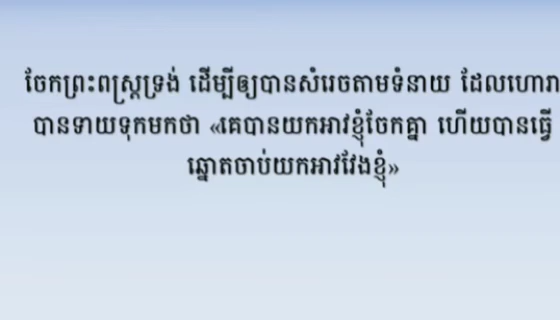 ចែកព្រះពស្ត្រទ្រង់ ដើម្បីឲ្យបានសំរេចតាមទំនាយ ដែលហោរា
បានទាយទុកមកថា «គេបានយកអាវខ្ញុំចែកគ្នា ហើយបានធ្វើ
ឆ្នោតចាប់យកអាវវែងខ្ញុំ»